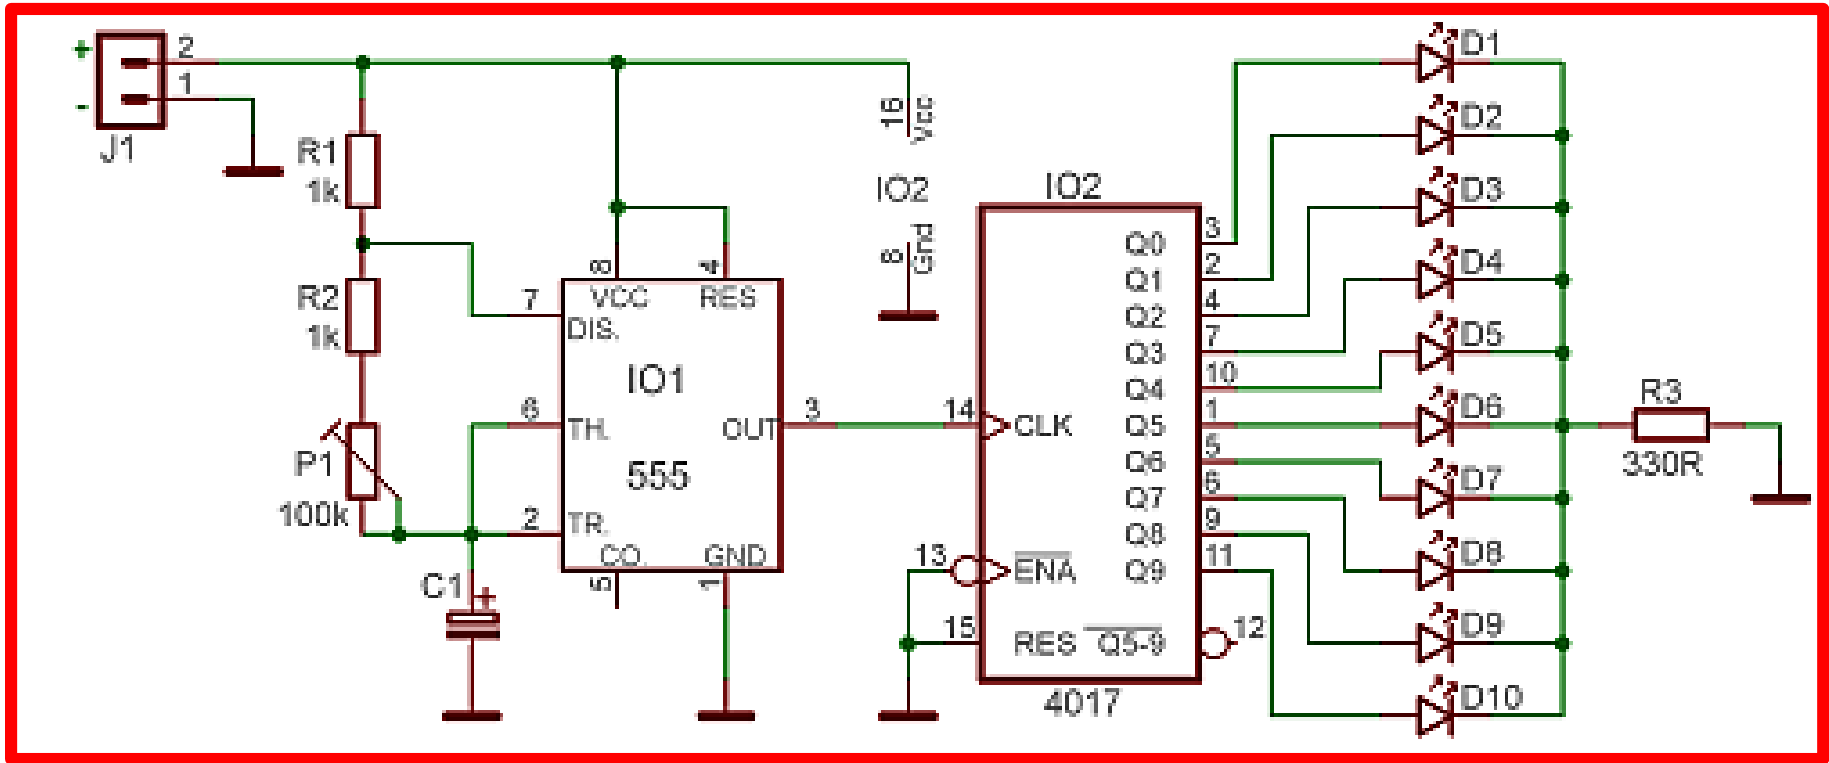 +
2
1
-
J1
R1
1k
R2
1k
P1
100k
C1
+
7
6
2
8
4
VCC RES
DIS.
IO1
TH. OUT
555
TR.
CO. GND
5
1
3
16
Vcc
IO2
8
Gnd
IO2
14
CLK
13
ENA
15
RES Q5-9
12
4017
Q0 3
Q1 2
Q2 4
Q3 7
Q4 10
Q5 1
Q6 5
Q7 6
Q8 9
Q9 11
D1
D2
D3
D4
D5
D6
D7
D8
D9
D10
R3
330R